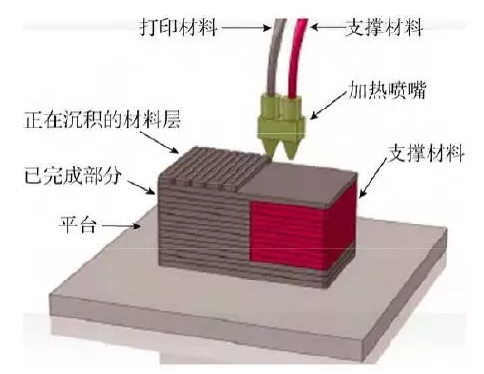 打印材料
支撑材料
加热喷嘴
正在沉积的材料层
支撑材料
已完成部分
平台